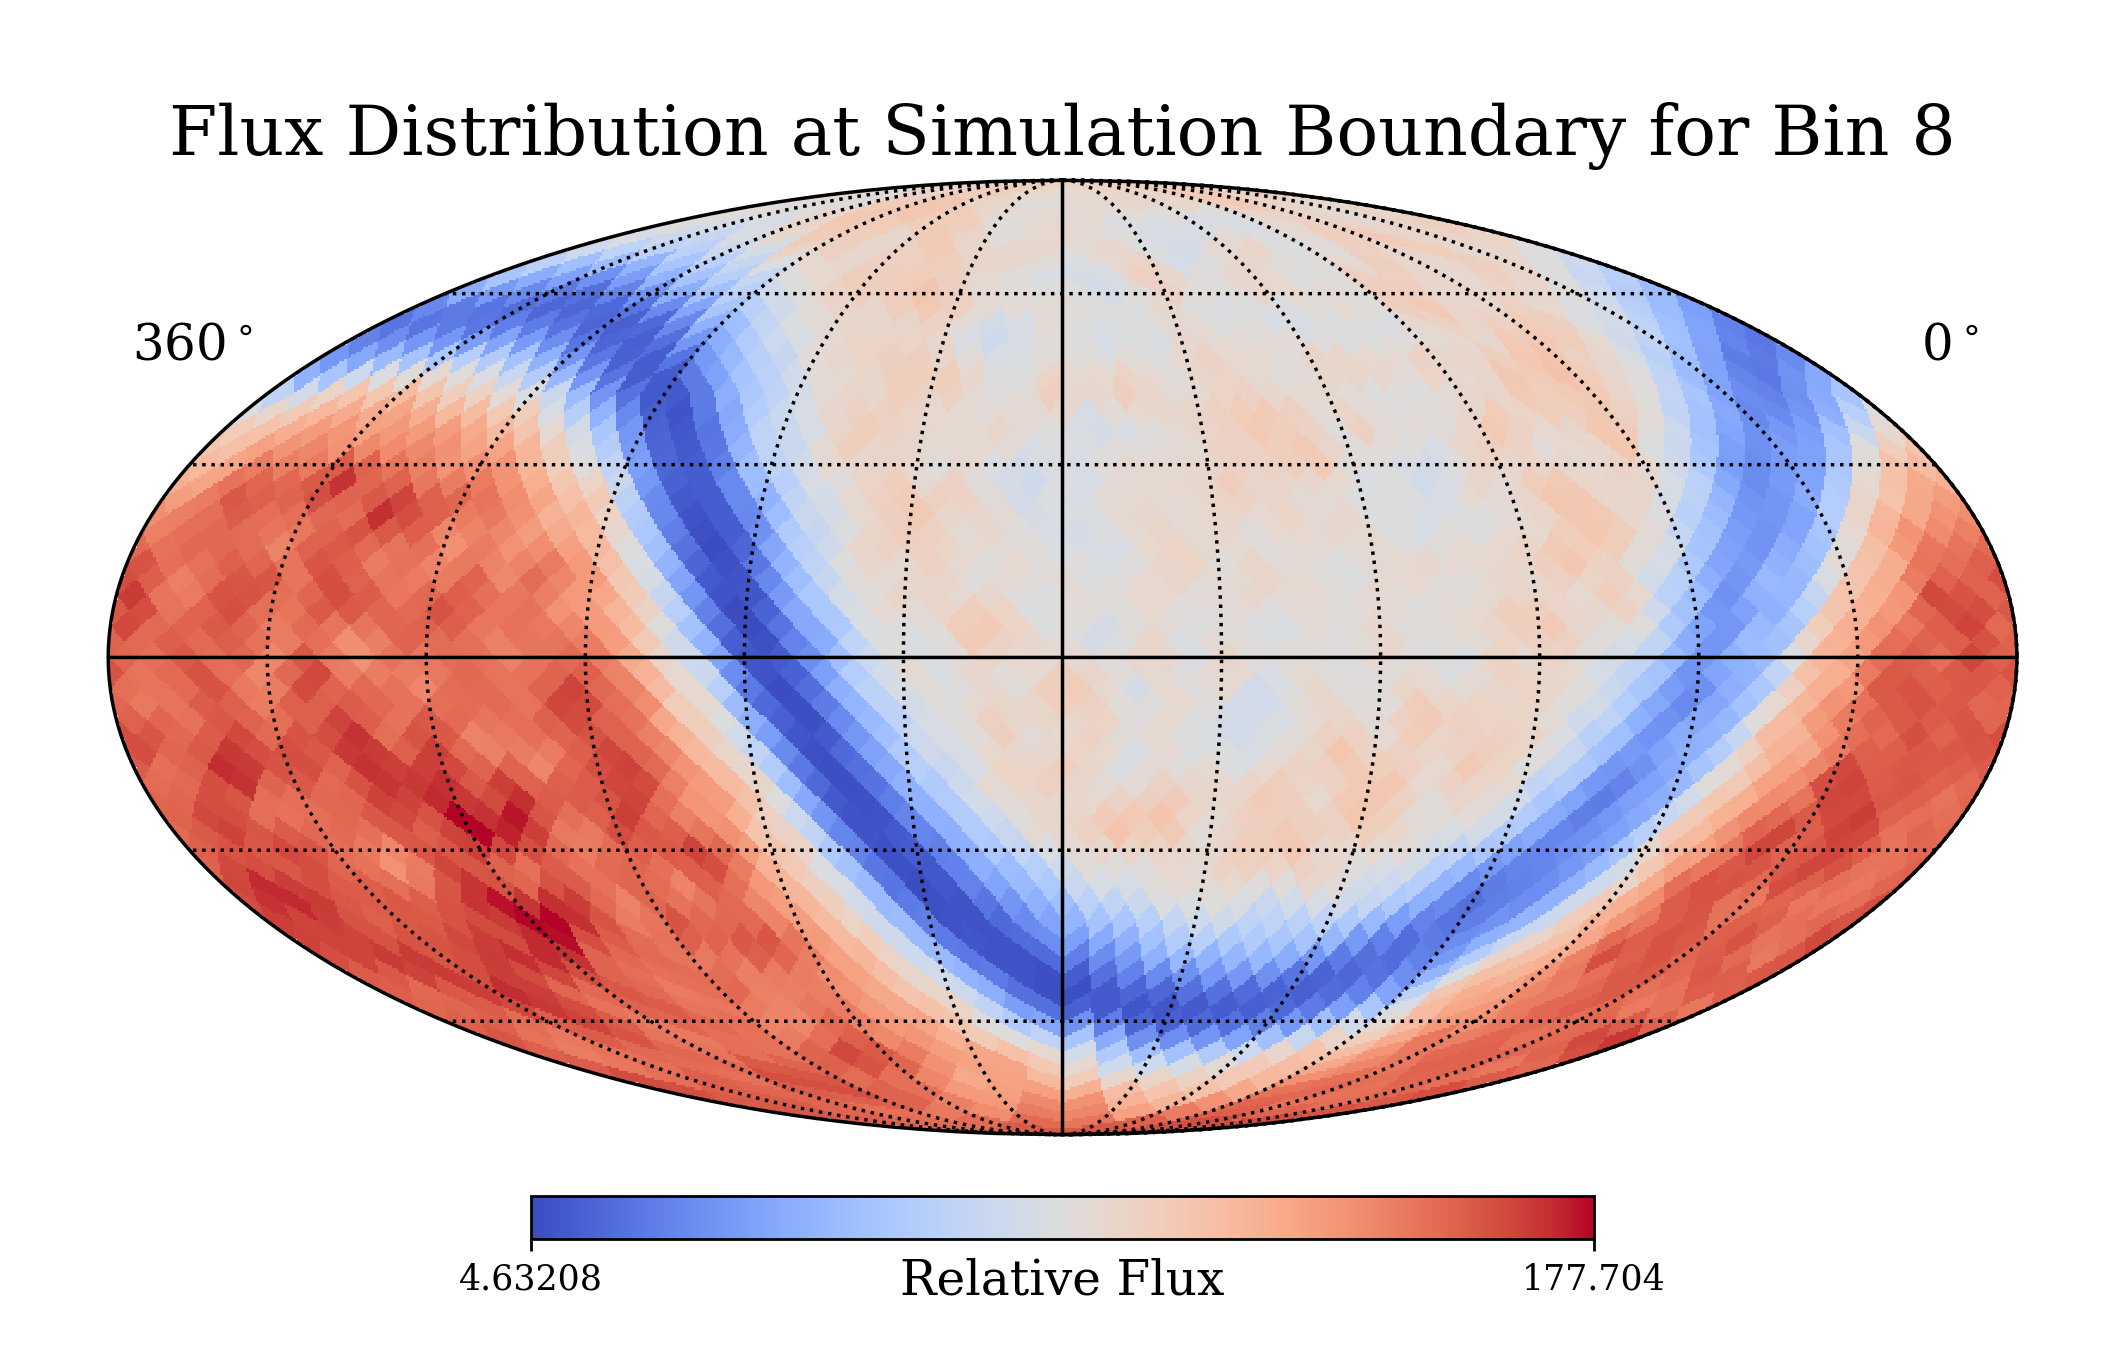 Flux Distribution at Simulation Boundary for Bin 8
360°
0°
4.63208
Relative Flux
177.704